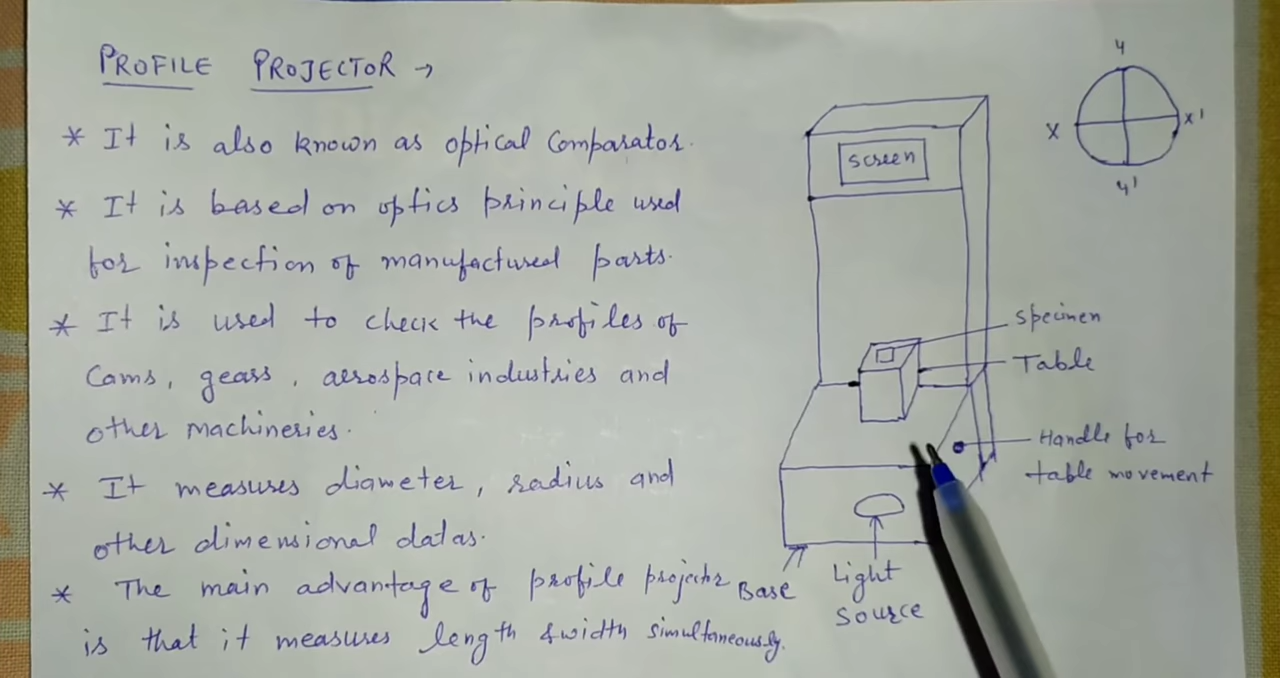 PROFILE PROJECTOR →
* It is also known as optical Comparator.
* It is based on optics principle used
for inspection of manufactured parts.
* It is used to check the profiles of
Cams, gears, aerospace industries and
other machineries.
* It measures diameter, radius and
other dimensional datas.
* The main advantage of profile projector
is that it measures length & width simultaneously.
Screen
Specimen
Table
Handle for
table movement
Base
Light
Source
y
X
X'
y'